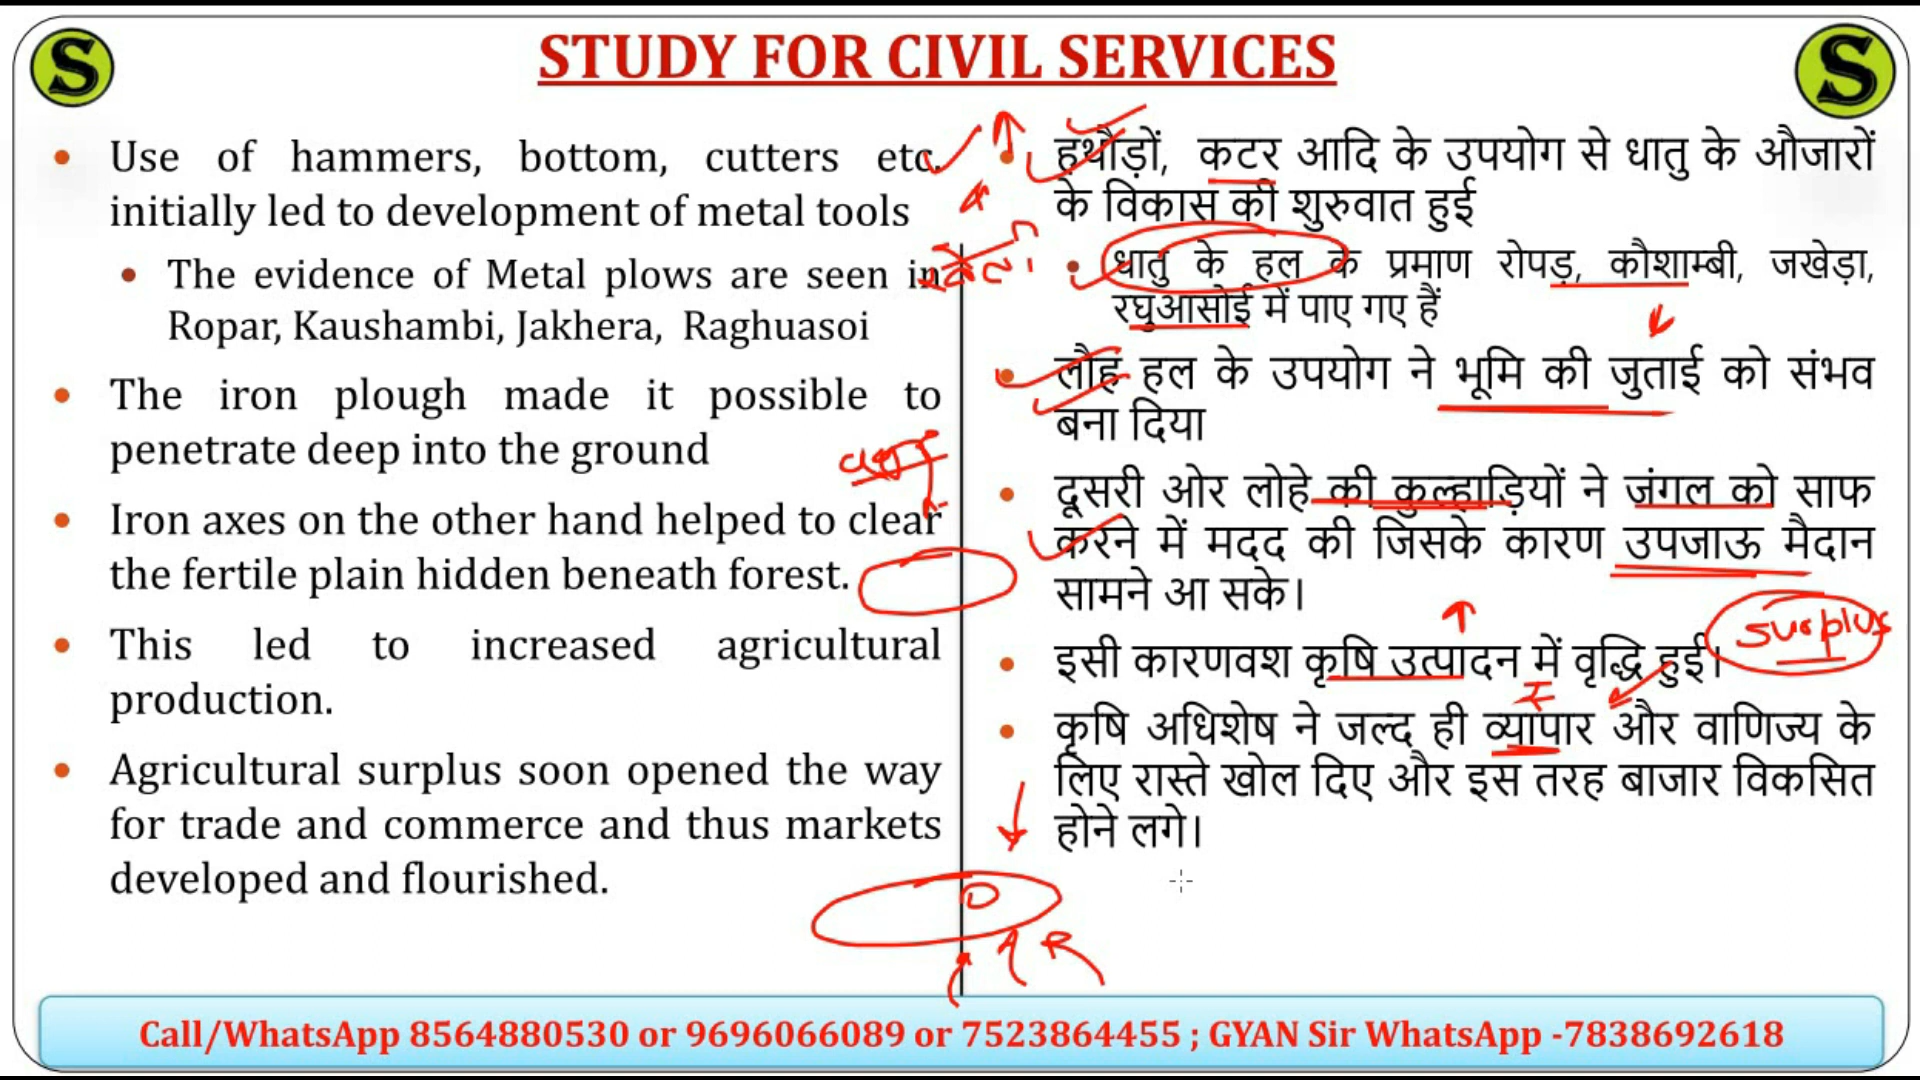 STUDY FOR CIVIL SERVICES
S
S
Use of hammers, bottom, cutters etc.
initially led to development of metal tools
The evidence of Metal plows are seen in
Ropar, Kaushambi, Jakhera, Raghuasoi
The iron plough made it possible to
penetrate deep into the ground
Iron axes on the other hand helped to clear
the fertile plain hidden beneath forest.
This led to increased agricultural
production.
Agricultural surplus soon opened the way
for trade and commerce and thus markets
developed and flourished.
हथौड़ों, कटर आदि के उपयोग से धातु के औजारों
के विकास की शुरुवात हुई
धातु के हल क प्रमाण रोपड़, कौशाम्बी, जखेड़ा,
रघुआसोई में पाए गए हैं
लौह हल के उपयोग ने भूमि की जुताई को संभव
बना दिया
दूसरी ओर लोहे की कुल्हाड़ियों ने जंगल को साफ
करने में मदद की जिसके कारण उपजाऊ मैदान
सामने आ सके।
surplus
इसी कारणवश कृषि उत्पादन में वृद्धि हुई।
कृषि अधिशेष ने जल्द ही व्यापार और वाणिज्य के
लिए रास्ते खोल दिए और इस तरह बाजार विकसित
होने लगे।
Call/WhatsApp 8564880530 or 9696066089 or 7523864455 ; GYAN Sir WhatsApp -7838692618